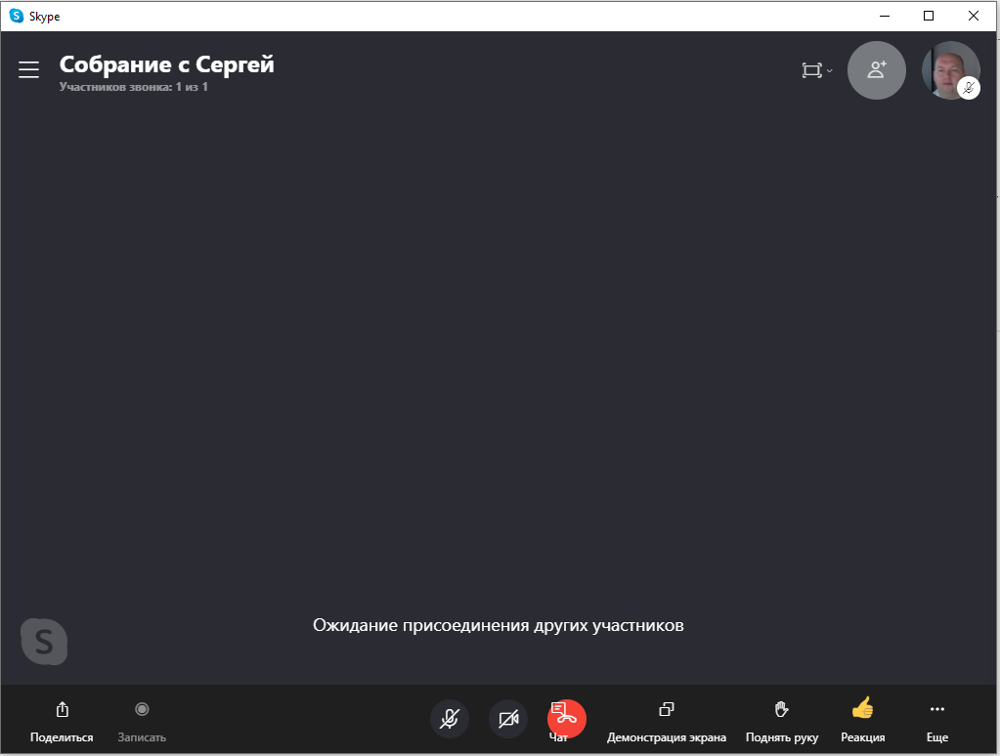 Skype
Собрание с Сергей
Участников звонка: 1 из 1
Ожидание присоединения других участников
Поделиться
Записать
Чат
Демонстрация экрана
Поднять руку
Реакция
Еще